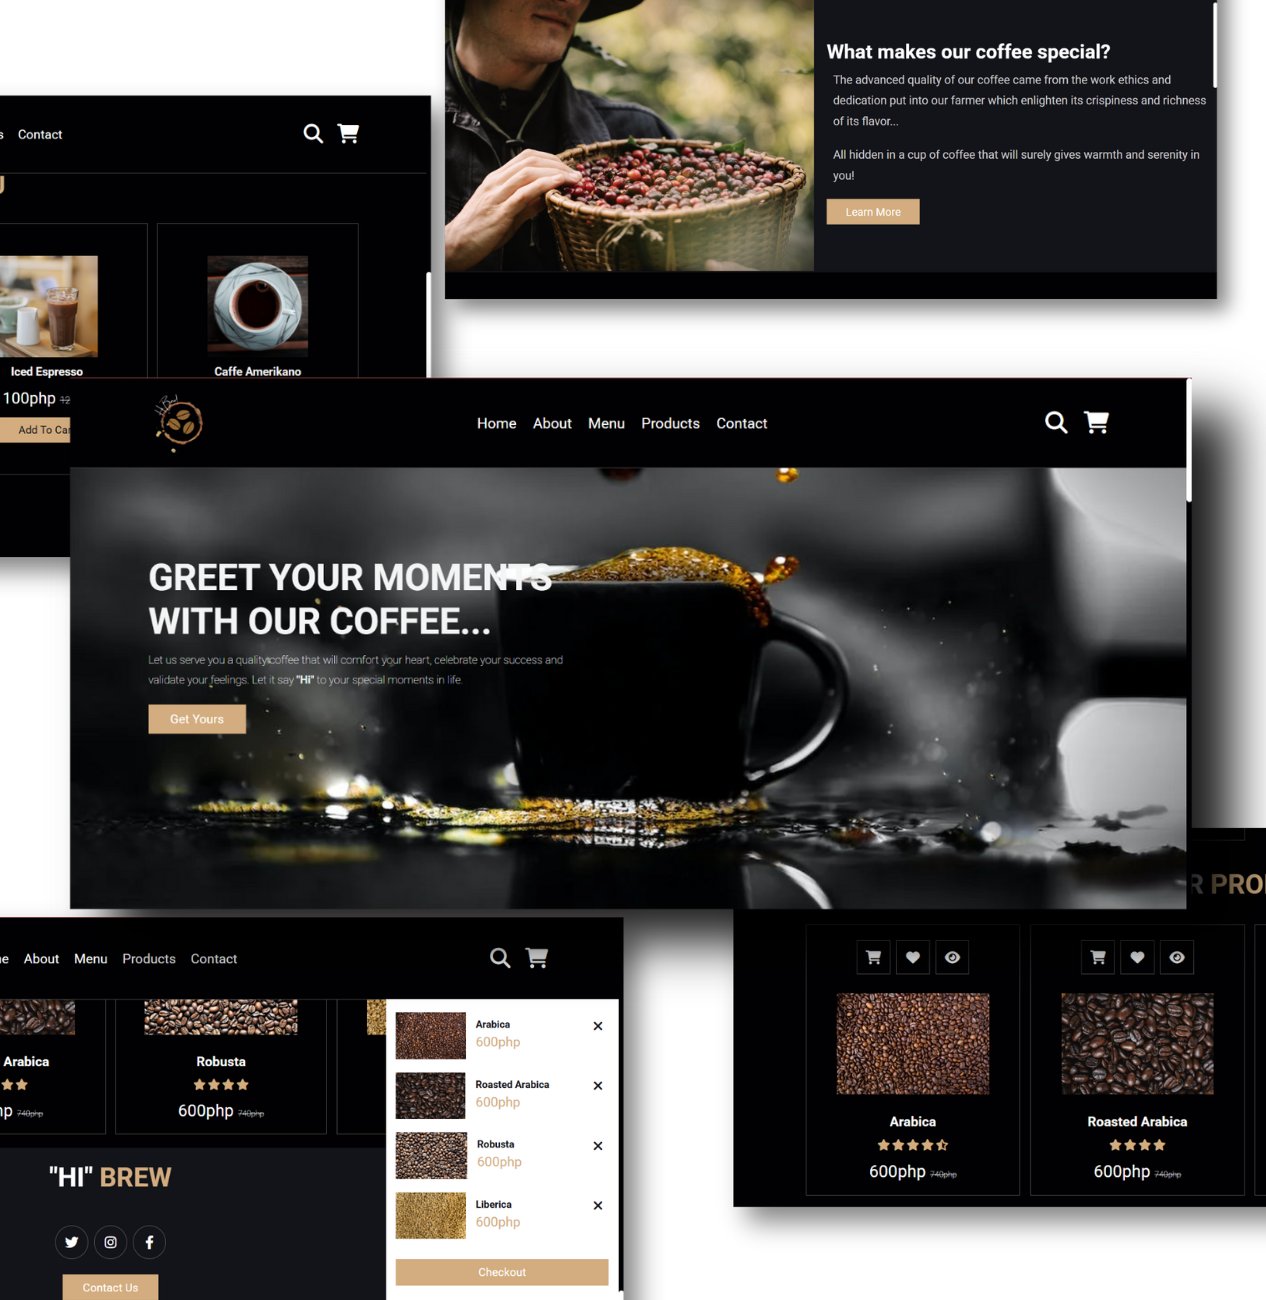 What makes our coffee special?
The advanced quality of our coffee came from the work ethics and
dedication put into our farmer which enlighten its crispiness and richness
of its flavor...
All hidden in a cup of coffee that will surely gives warmth and serenity in
you!
Learn More
Contact
Iced Espresso
100php
Add To
Caffe Amerikano
Home About Menu Products Contact
GREET YOUR MOMENTS
WITH OUR COFFEE...
Let us serve you a quality coffee that will comfort your heart, celebrate your success and
validate your feelings. Let it say "Hi" to your special moments in life.
Get Yours
About Menu Products Contact
Arabica
Robusta
600php 740php
740php
Arabica
600php
Roasted Arabica
600php
Robusta
600php
Liberica
600php
Checkout
"HI" BREW
Contact Us
R PRO
Arabica
600php 740php
Roasted Arabica
600php 740php